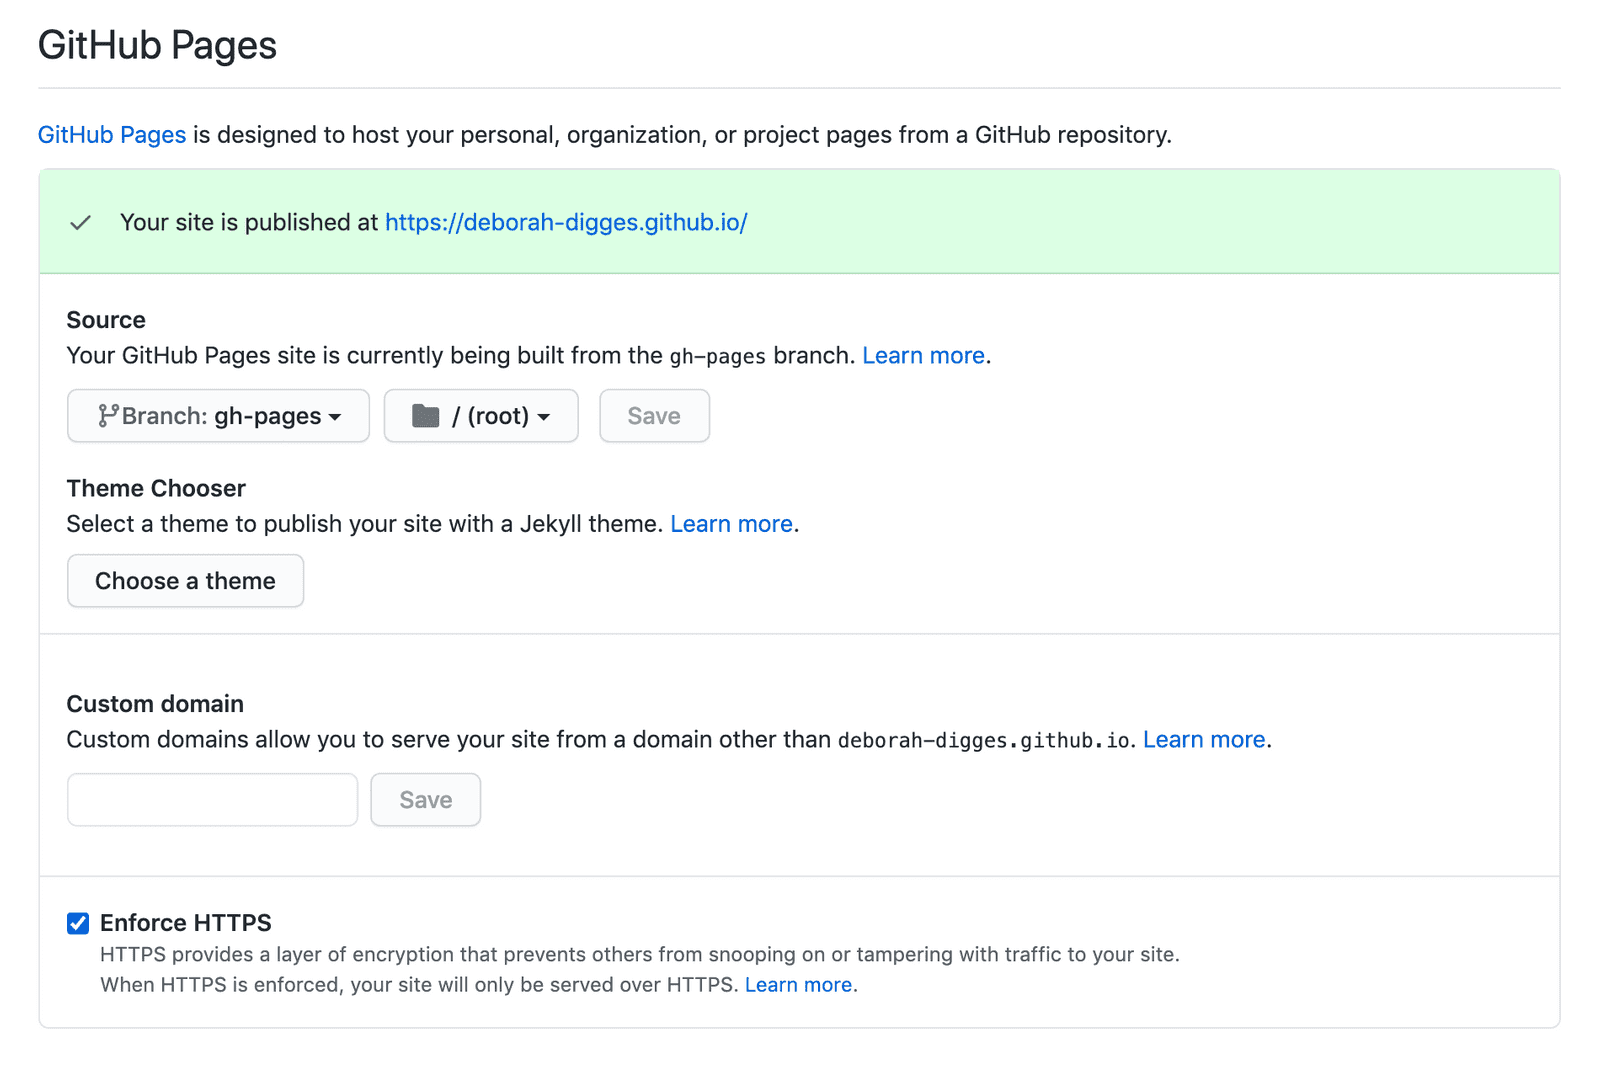 GitHub Pages
GitHub Pages is designed to host your personal, organization, or project pages from a GitHub repository.
Your site is published at https://deborah-digges.github.io/
Source
Your GitHub Pages site is currently being built from the gh-pages branch. Learn more.
Branch: gh-pages
/ (root)
Save
Theme Chooser
Select a theme to publish your site with a Jekyll theme. Learn more.
Choose a theme
Custom domain
Custom domains allow you to serve your site from a domain other than deborah-digges.github.io. Learn more.
Save
Enforce HTTPS
HTTPS provides a layer of encryption that prevents others from snooping on or tampering with traffic to your site.
When HTTPS is enforced, your site will only be served over HTTPS. Learn more.